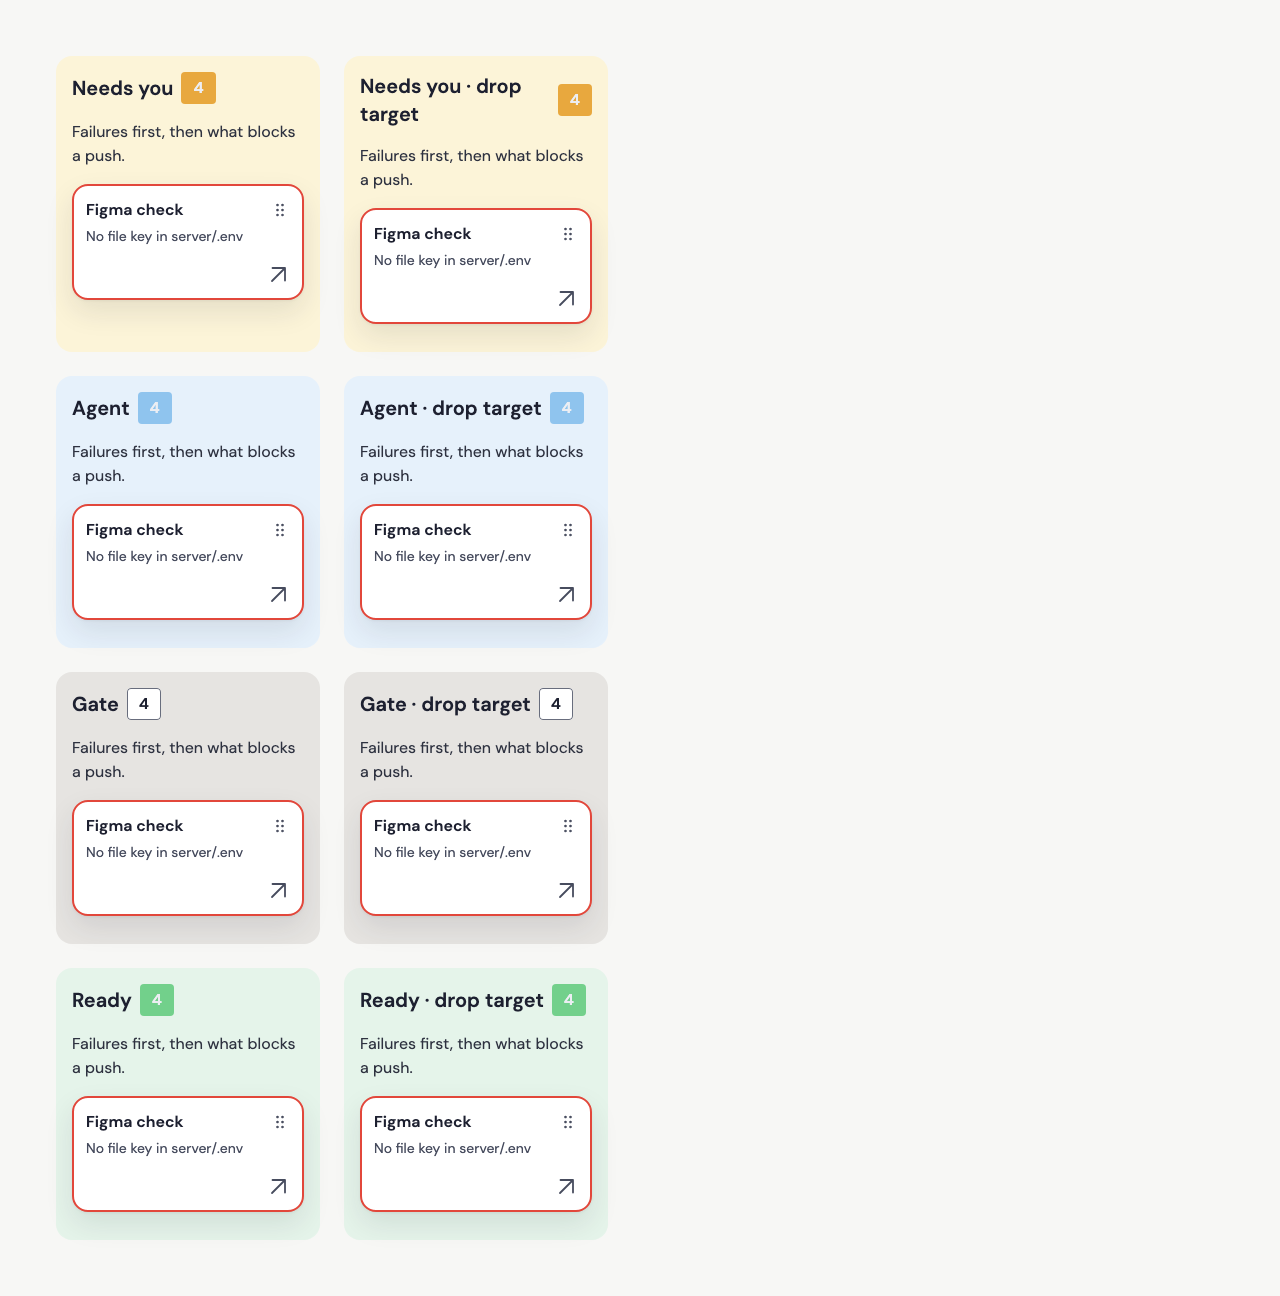 Needs you 4
Failures first, then what blocks
a push.
Figma check
No file key in server/.env
Needs you · drop
target
4
Failures first, then what blocks
a push.
Figma check
No file key in server/.env
Agent 4
Failures first, then what blocks
a push.
Figma check
No file key in server/.env
Agent · drop target 4
Failures first, then what blocks
a push.
Figma check
No file key in server/.env
Gate 4
Failures first, then what blocks
a push.
Figma check
No file key in server/.env
Gate · drop target 4
Failures first, then what blocks
a push.
Figma check
No file key in server/.env
Ready 4
Failures first, then what blocks
a push.
Figma check
No file key in server/.env
Ready · drop target 4
Failures first, then what blocks
a push.
Figma check
No file key in server/.env